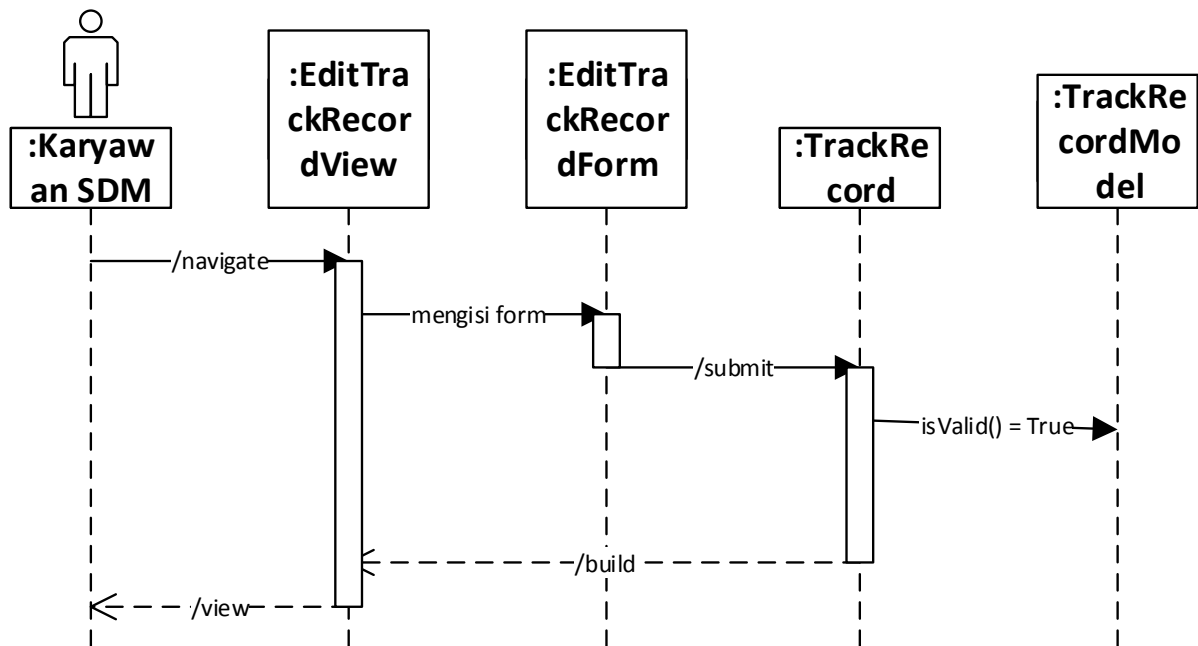 :EditTra
ckRecor
dView
:EditTra
ckRecor
dForm
:TrackRe
cordMo
del
:Karyaw
an SDM
:TrackRe
cord
/navigate
mengisi form
/submit
isValid() = True
/build
/view